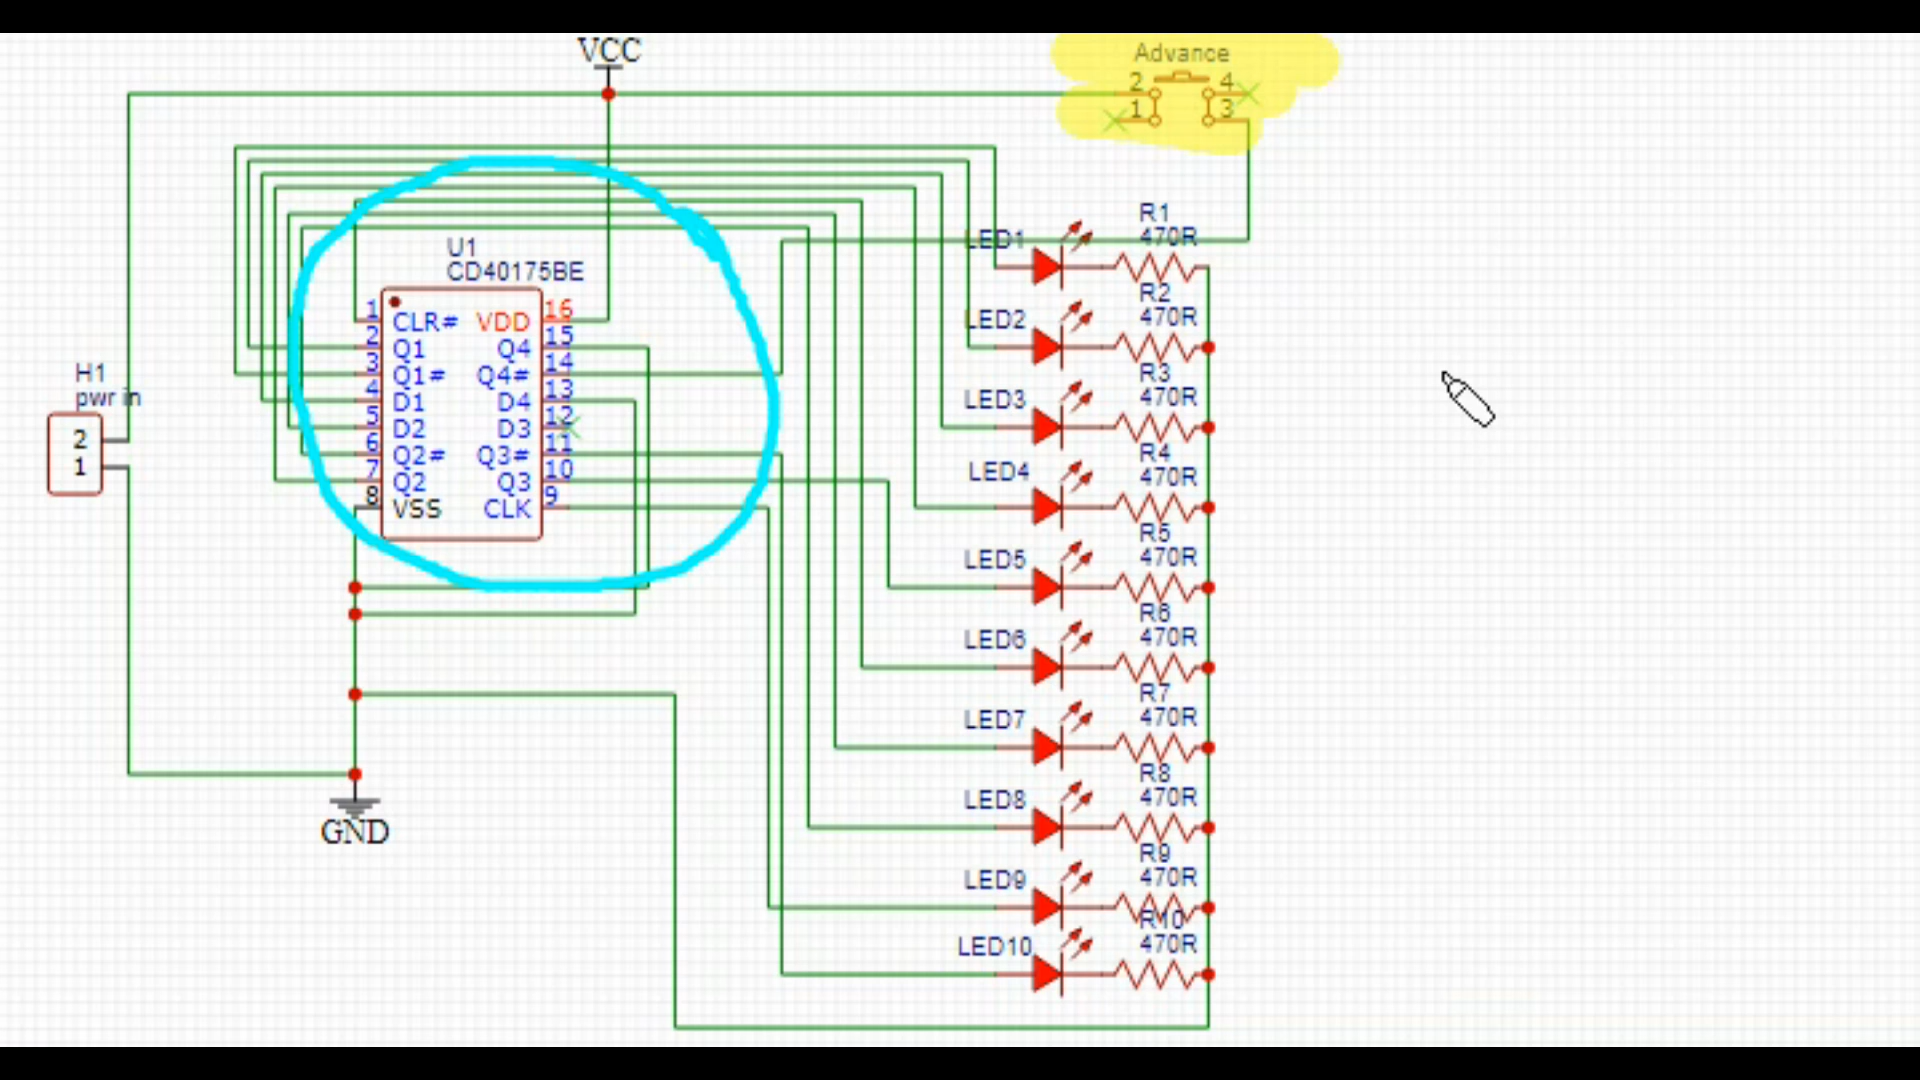 VCC
Advance
2 4
1 3
U1
CD40175BE
1 CLR# VDD 16
2 Q1 Q4 15
3 Q1# Q4# 14
4 D1 D4 13
5 D2 D3 12
6 Q2# Q3# 11
7 Q2 Q3 10
8 VSS CLK 9
H1
pwr in
2
1
GND
R1
LED1 470R
R2
LED2 470R
R3
LED3 470R
R4
LED4 470R
R5
LED5 470R
R6
LED6 470R
R7
LED7 470R
R8
LED8 470R
R9
LED9 470R
R10
LED10 470R